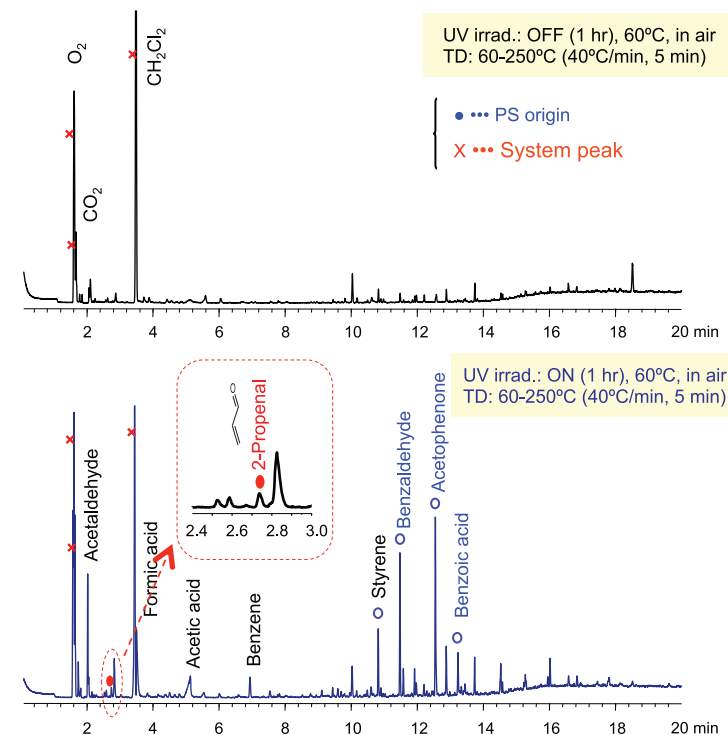 O₂
CO₂
CH₂Cl₂
UV irrad.: OFF (1 hr), 60ºC, in air
TD: 60-250ºC (40ºC/min, 5 min)
● ••• PS origin
X ••• System peak
2 4 6 8 10 12 14 16 18 20 min
UV irrad.: ON (1 hr), 60ºC, in air
TD: 60-250ºC (40ºC/min, 5 min)
O
2-Propenal
2.4 2.6 2.8 3.0
Acetaldehyde
Formic acid
Acetic acid
Benzene
Styrene
Benzaldehyde
Acetophenone
Benzoic acid
2 4 6 8 10 12 14 16 18 20 min